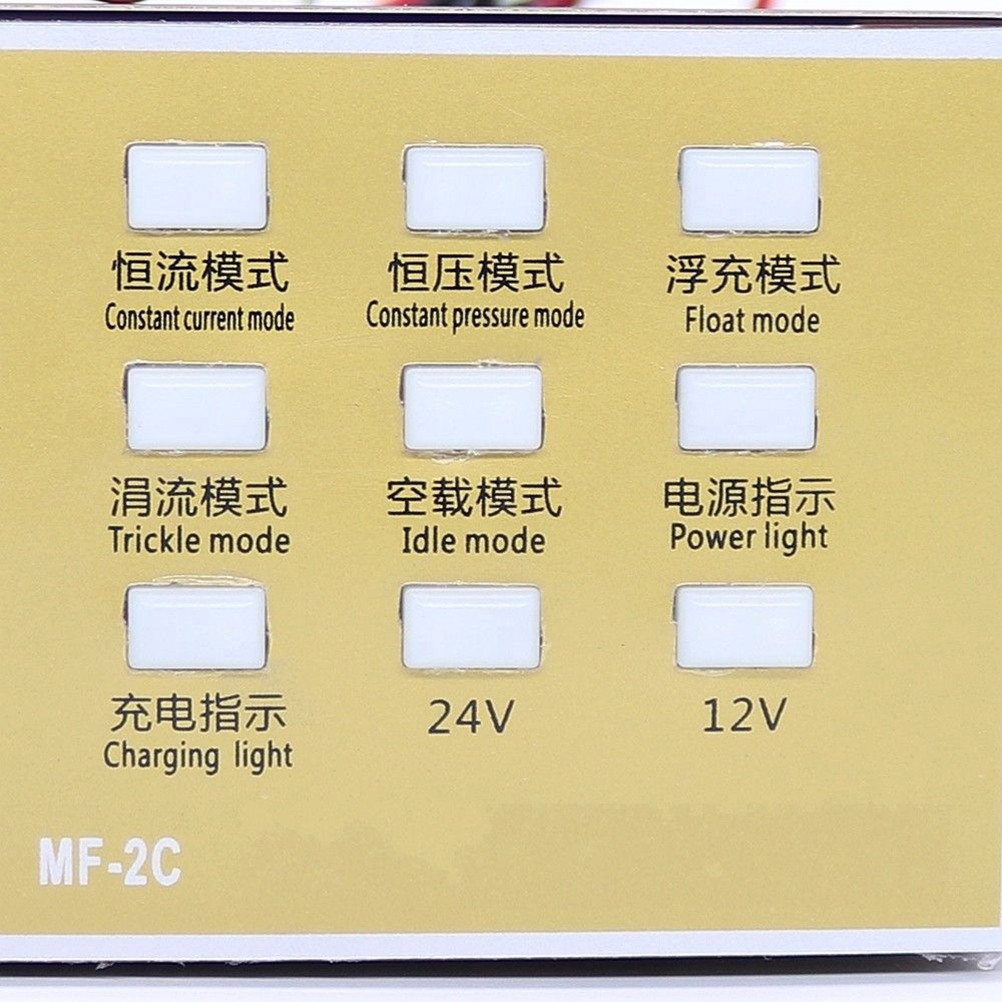 恒流模式 恒压模式 浮充模式
Constant current mode Constant pressure mode Float mode
涓流模式 空载模式 电源指示
Trickle mode Idle mode Power light
充电指示 24V 12V
Charging light
MF-2C